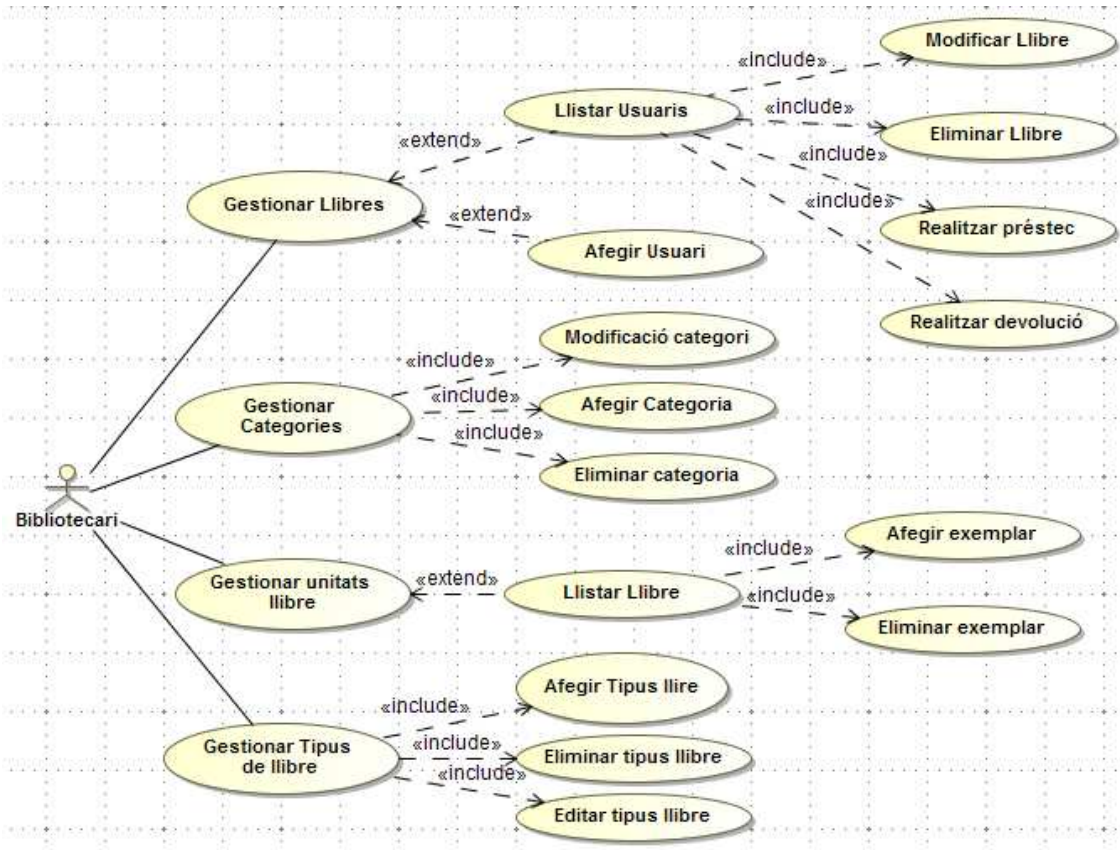 Modificar Llibre
«include»
Llistar Usuaris
«include»
Eliminar Llibre
«extend»
«include»
«include»
Gestionar Llibres
«extend»
Realitzar préstec
Afegir Usuari
Realitzar devolució
Modificació categori
«include»
Gestionar
Categories
«include»
Afegir Categoria
«include»
Eliminar categoria
Bibliotecari
Afegir exemplar
«include»
Gestionar unitats
llibre
«extend»
Llistar Llibre
«include»
Eliminar exemplar
Afegir Tipus llire
«include»
Gestionar Tipus
de llibre
«include»
Eliminar tipus llibre
«include»
Editar tipus llibre